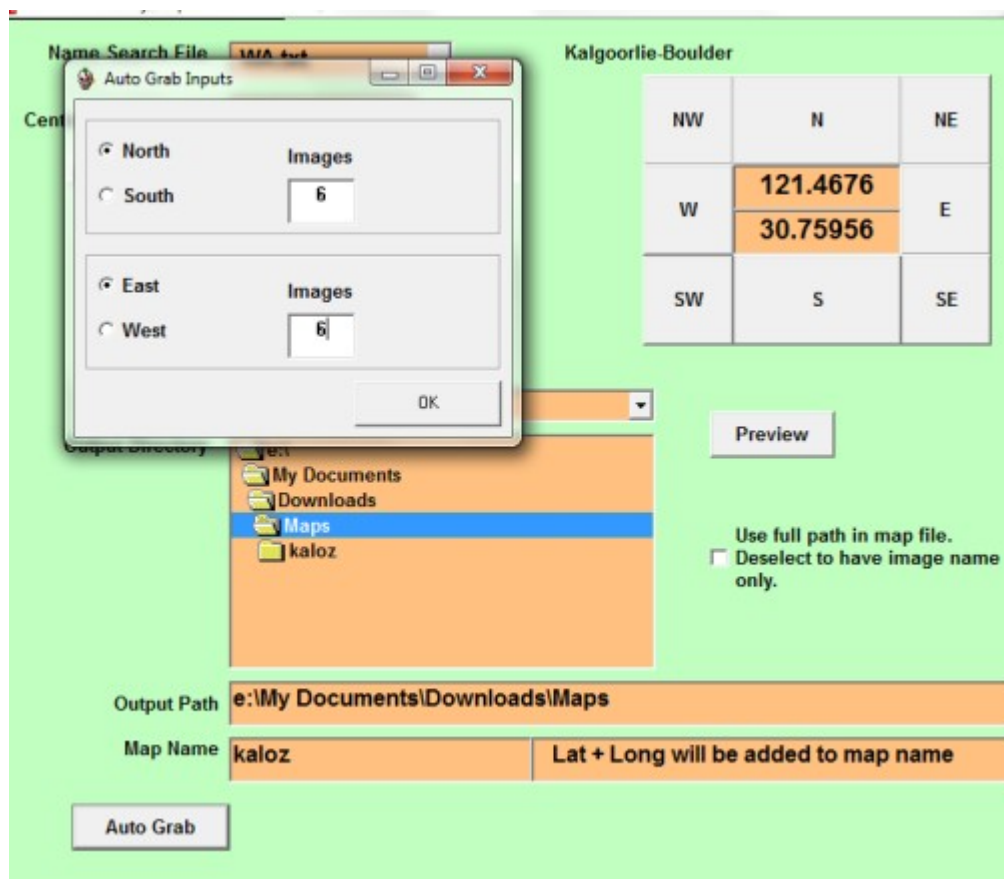 Name Search File
WA.txt
Kalgoorlie-Boulder
Auto Grab Inputs
Cent
North
Images
South
6
East
Images
West
6
OK
NW
N
NE
W
121.4676
30.75956
E
SW
S
SE
Preview
Output Directory
e:\
My Documents
Downloads
Maps
kaloz
Use full path in map file.
Deselect to have image name
only.
Output Path
e:\My Documents\Downloads\Maps
Map Name
kaloz
Lat + Long will be added to map name
Auto Grab